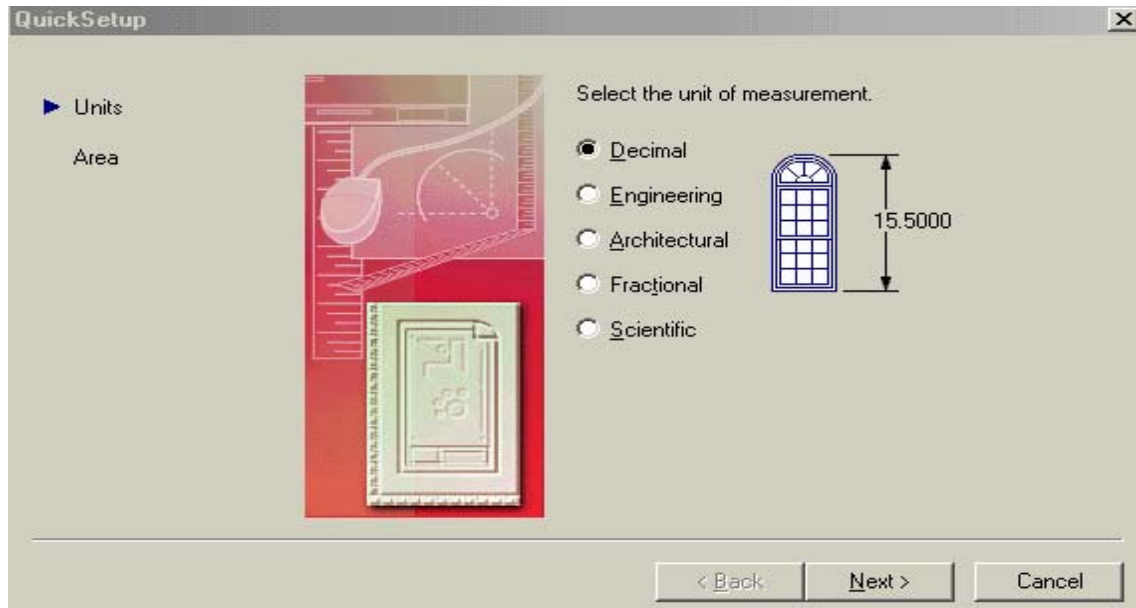 QuickSetup
Units
Area
Select the unit of measurement.
Decimal
Engineering
Architectural
Fractional
Scientific
15.5000
< Back
Next >
Cancel